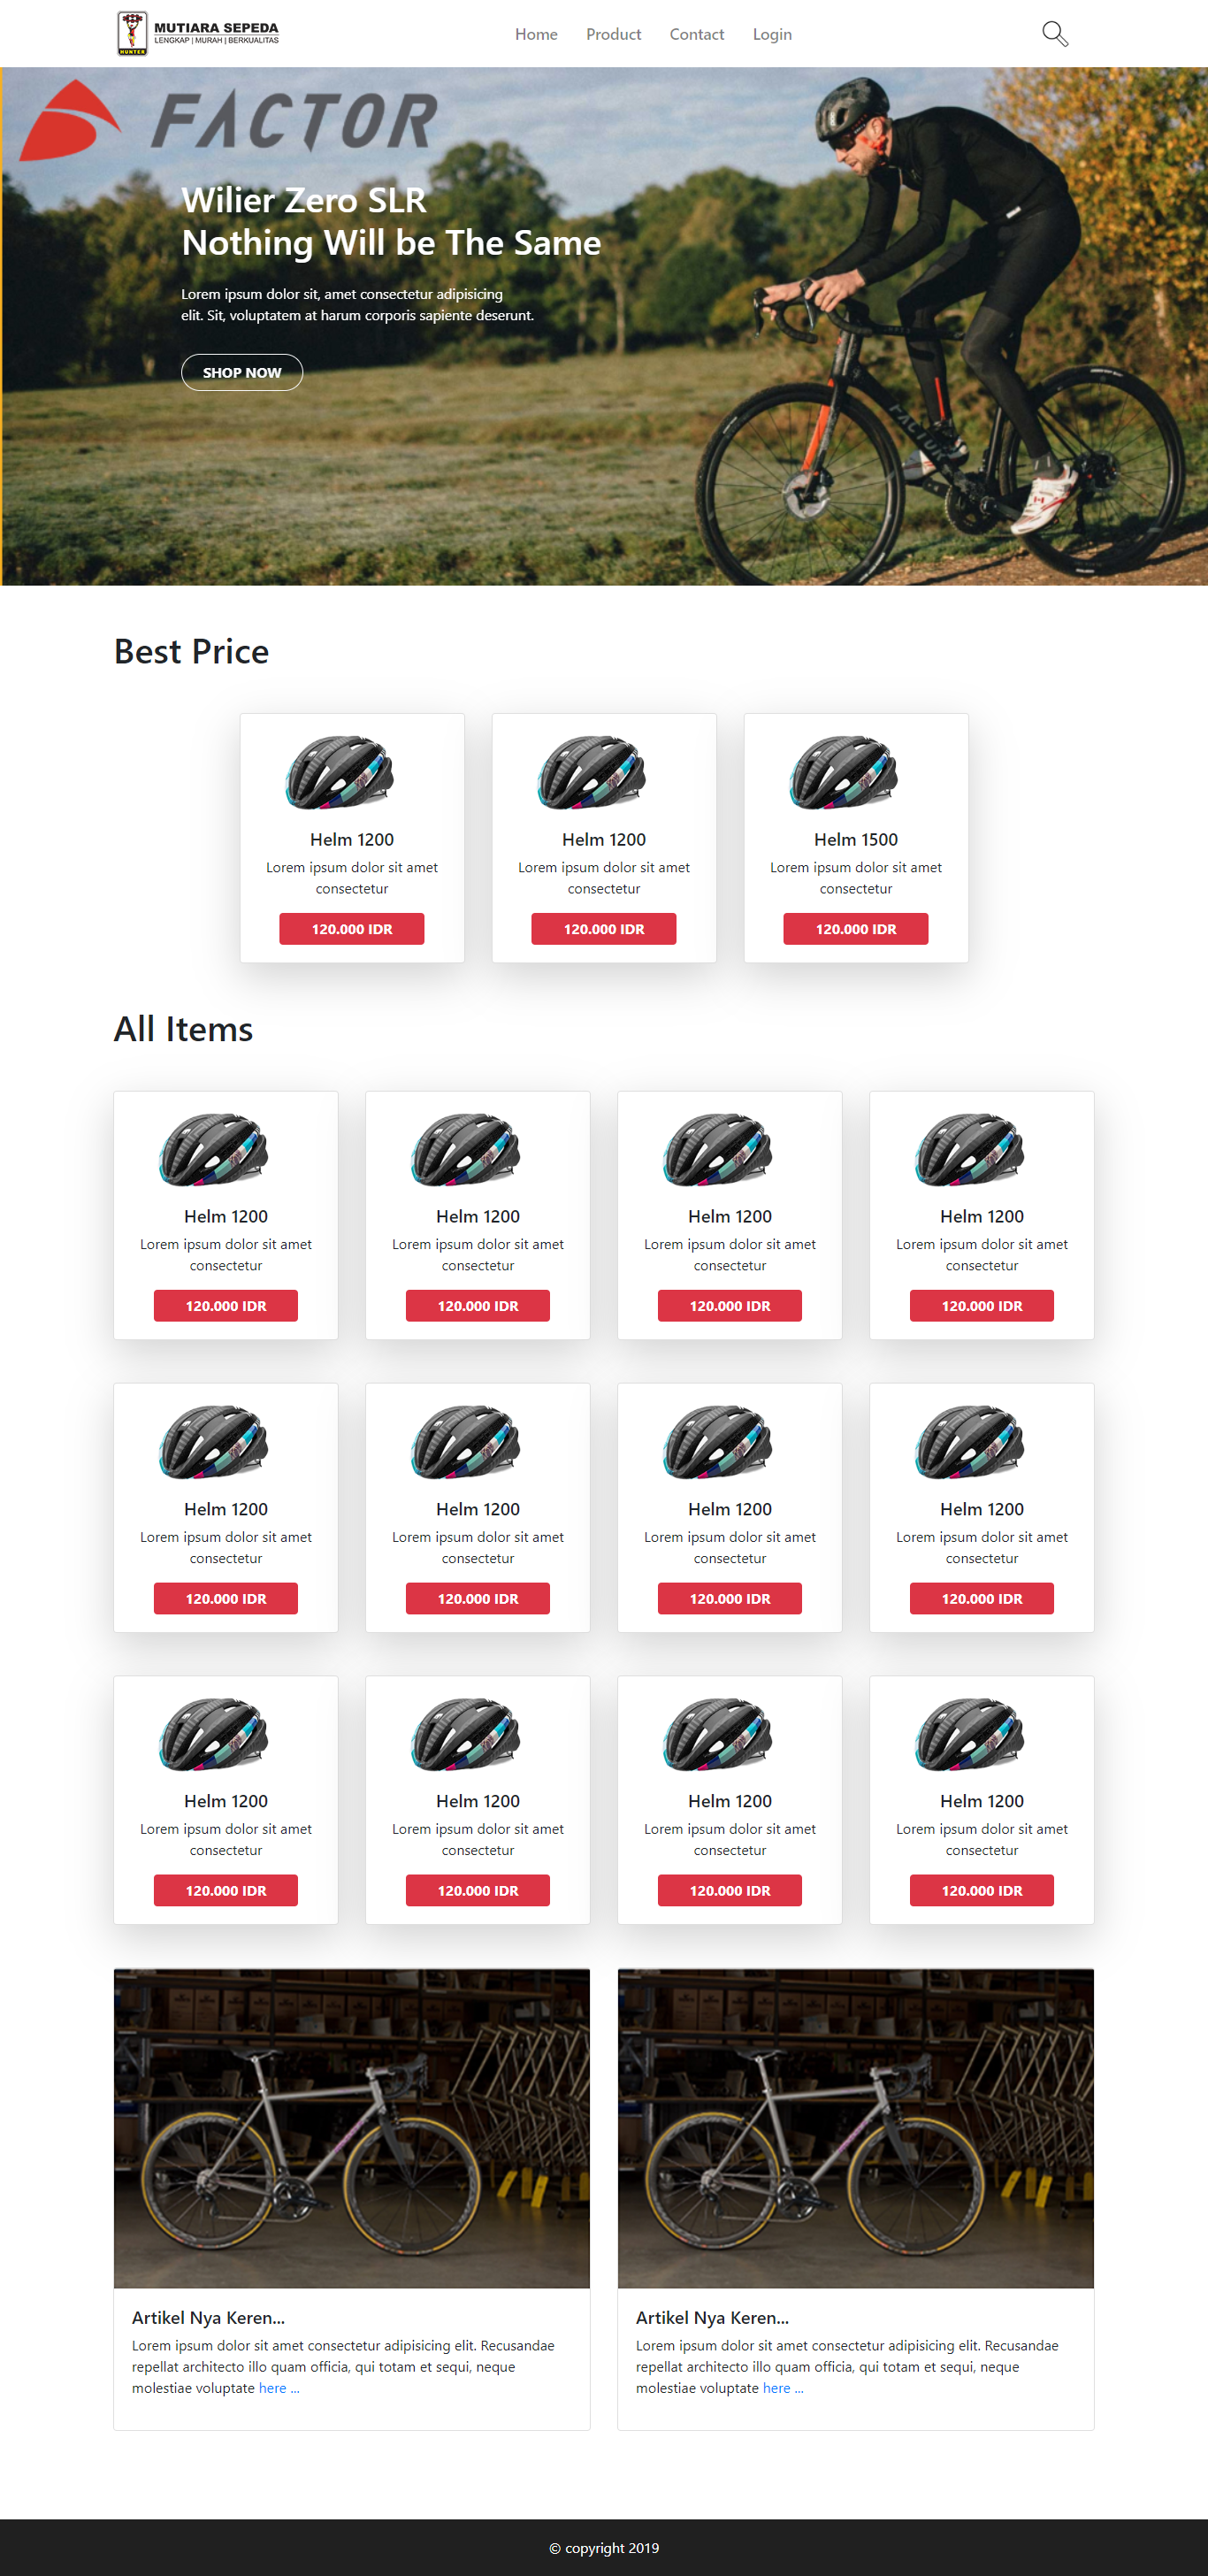 HUNTER
MUTIARA SEPEDA
LENGKAP | MURAH | BERKUALITAS
Home
Product
Contact
Login
FACTOR
Wilier Zero SLR
Nothing Will be The Same
Lorem ipsum dolor sit, amet consectetur adipisicing
elit. Sit, voluptatem at harum corporis sapiente deserunt.
SHOP NOW
FACTOR
Best Price
Helm 1200
Lorem ipsum dolor sit amet
consectetur
120.000 IDR
Helm 1200
Lorem ipsum dolor sit amet
consectetur
120.000 IDR
Helm 1500
Lorem ipsum dolor sit amet
consectetur
120.000 IDR
All Items
Helm 1200
Lorem ipsum dolor sit amet
consectetur
120.000 IDR
Helm 1200
Lorem ipsum dolor sit amet
consectetur
120.000 IDR
Helm 1200
Lorem ipsum dolor sit amet
consectetur
120.000 IDR
Helm 1200
Lorem ipsum dolor sit amet
consectetur
120.000 IDR
Helm 1200
Lorem ipsum dolor sit amet
consectetur
120.000 IDR
Helm 1200
Lorem ipsum dolor sit amet
consectetur
120.000 IDR
Helm 1200
Lorem ipsum dolor sit amet
consectetur
120.000 IDR
Helm 1200
Lorem ipsum dolor sit amet
consectetur
120.000 IDR
Helm 1200
Lorem ipsum dolor sit amet
consectetur
120.000 IDR
Helm 1200
Lorem ipsum dolor sit amet
consectetur
120.000 IDR
Helm 1200
Lorem ipsum dolor sit amet
consectetur
120.000 IDR
Helm 1200
Lorem ipsum dolor sit amet
consectetur
120.000 IDR
Artikel Nya Keren...
Lorem ipsum dolor sit amet consectetur adipisicing elit. Recusandae
repellat architecto illo quam officia, qui totam et sequi, neque
molestiae voluptate here ...
Artikel Nya Keren...
Lorem ipsum dolor sit amet consectetur adipisicing elit. Recusandae
repellat architecto illo quam officia, qui totam et sequi, neque
molestiae voluptate here ...
© copyright 2019